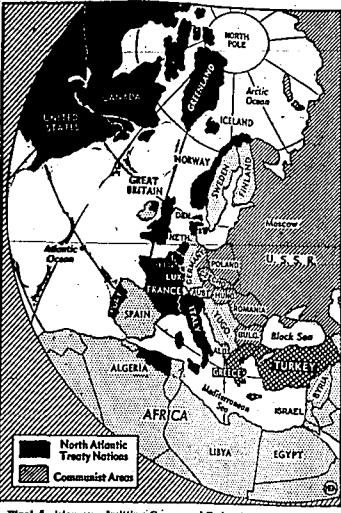 NORTH
POLE
CANADA
UNITED
STATES
GREENLAND
Arctic
Ocean
ICELAND
NORWAY
GREAT
BRITAIN
SWEDEN
FINLAND
DEN.
Moscow
NETH.
U. S. S. R.
Atlantic
Ocean
POLAND
LUX
FRANCE
HUNG
ROMANIA
SPAIN
ITALY
YUGO
BULG
Black Sea
ALB
ALGERIA
GREECE
TURKEY
SYRIA
Mediterranean
Sea
AFRICA
ISRAEL
LIBYA
EGYPT
North Atlantic
Treaty Nations
Communist Areas